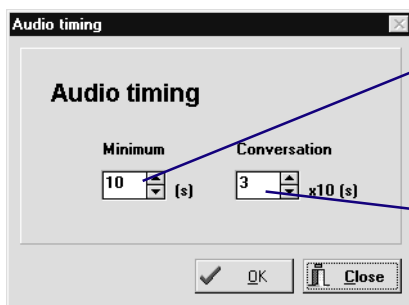 Audio timing
Audio timing
Minimum Conversation
10 (s) 3 x10 (s)
OK Close